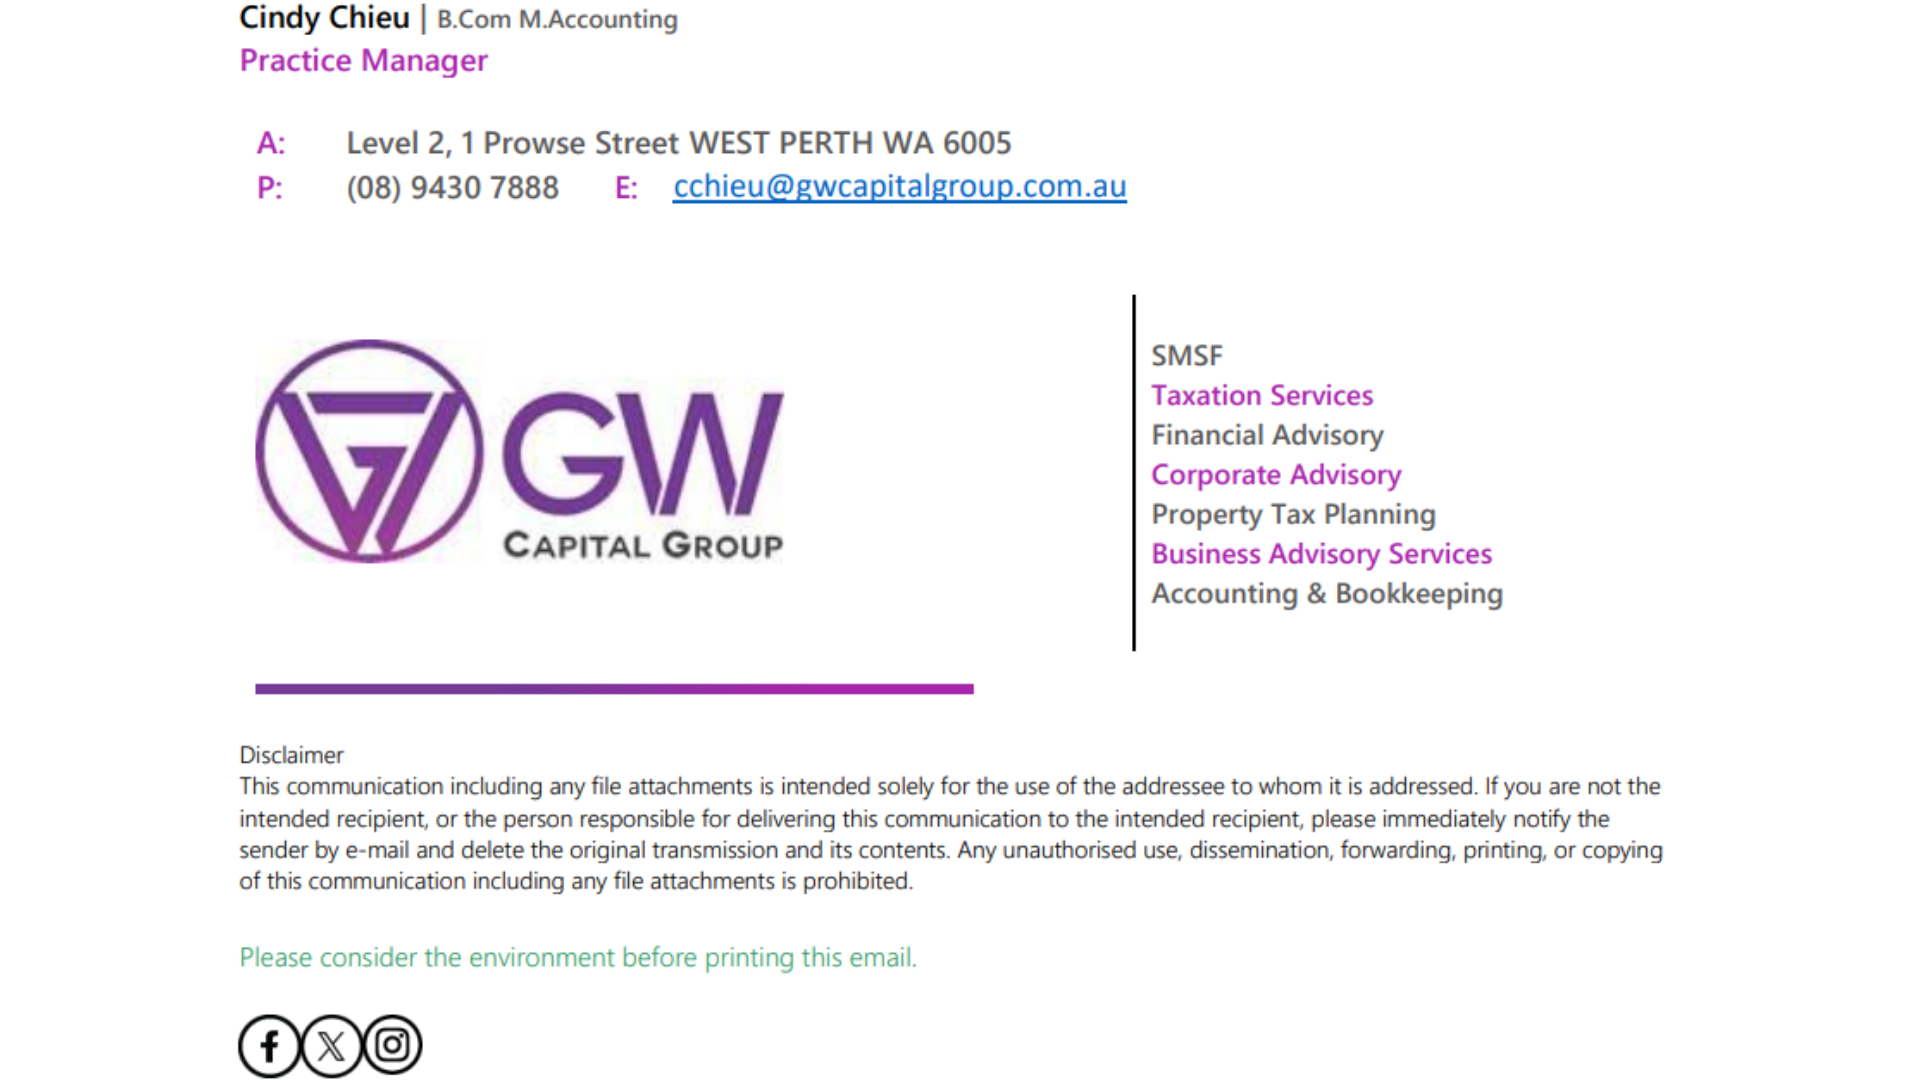 Cindy Chieu | B.Com M.Accounting
Practice Manager
A: Level 2, 1 Prowse Street WEST PERTH WA 6005
P: (08) 9430 7888 E: cchieu@gwcapitalgroup.com.au
GW
CAPITAL GROUP
SMSF
Taxation Services
Financial Advisory
Corporate Advisory
Property Tax Planning
Business Advisory Services
Accounting & Bookkeeping
Disclaimer
This communication including any file attachments is intended solely for the use of the addressee to whom it is addressed. If you are not the
intended recipient, or the person responsible for delivering this communication to the intended recipient, please immediately notify the
sender by e-mail and delete the original transmission and its contents. Any unauthorised use, dissemination, forwarding, printing, or copying
of this communication including any file attachments is prohibited.
Please consider the environment before printing this email.